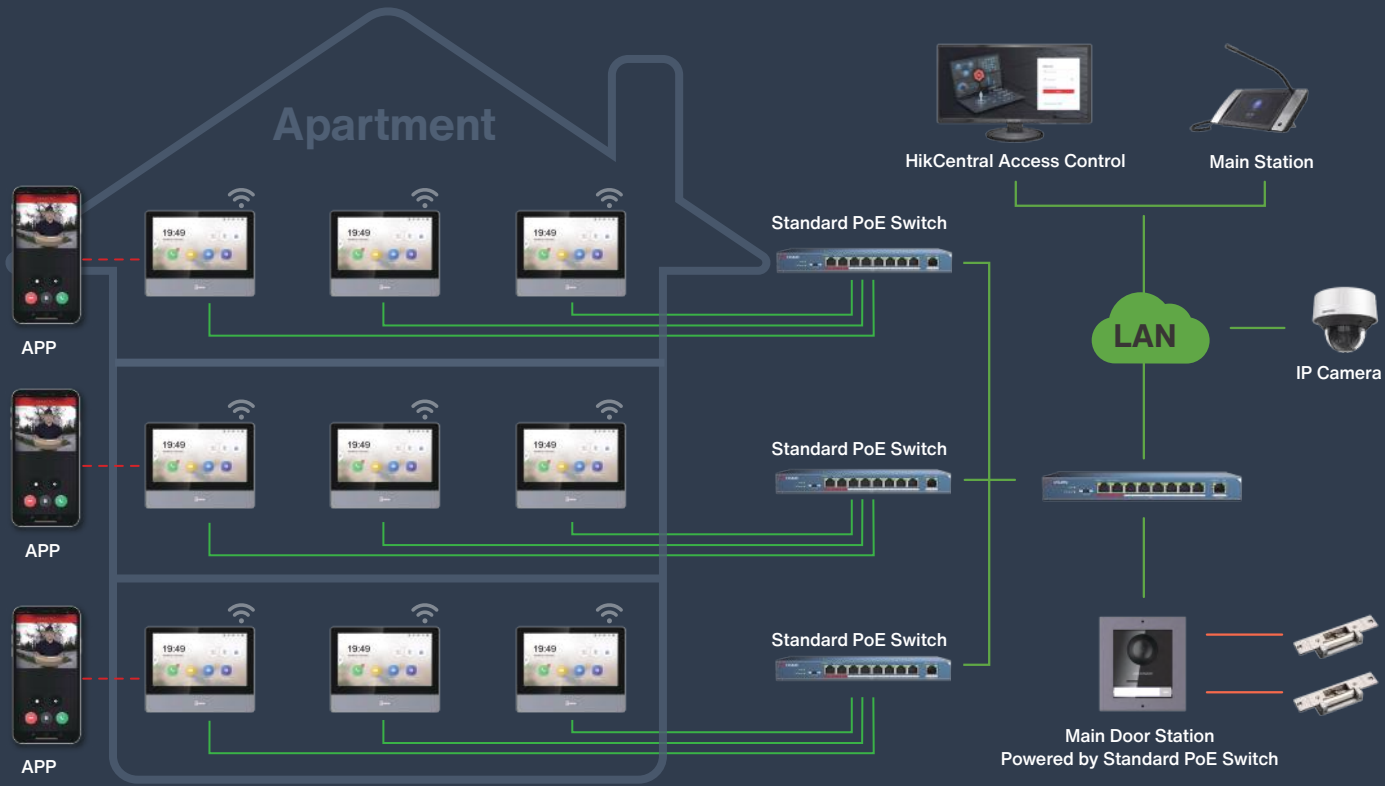 Apartment
HikCentral Access Control
Main Station
Standard PoE Switch
19:49
19:49
19:49
APP
LAN
IP Camera
Standard PoE Switch
19:49
19:49
19:49
APP
Standard PoE Switch
19:49
19:49
19:49
APP
Main Door Station
Powered by Standard PoE Switch